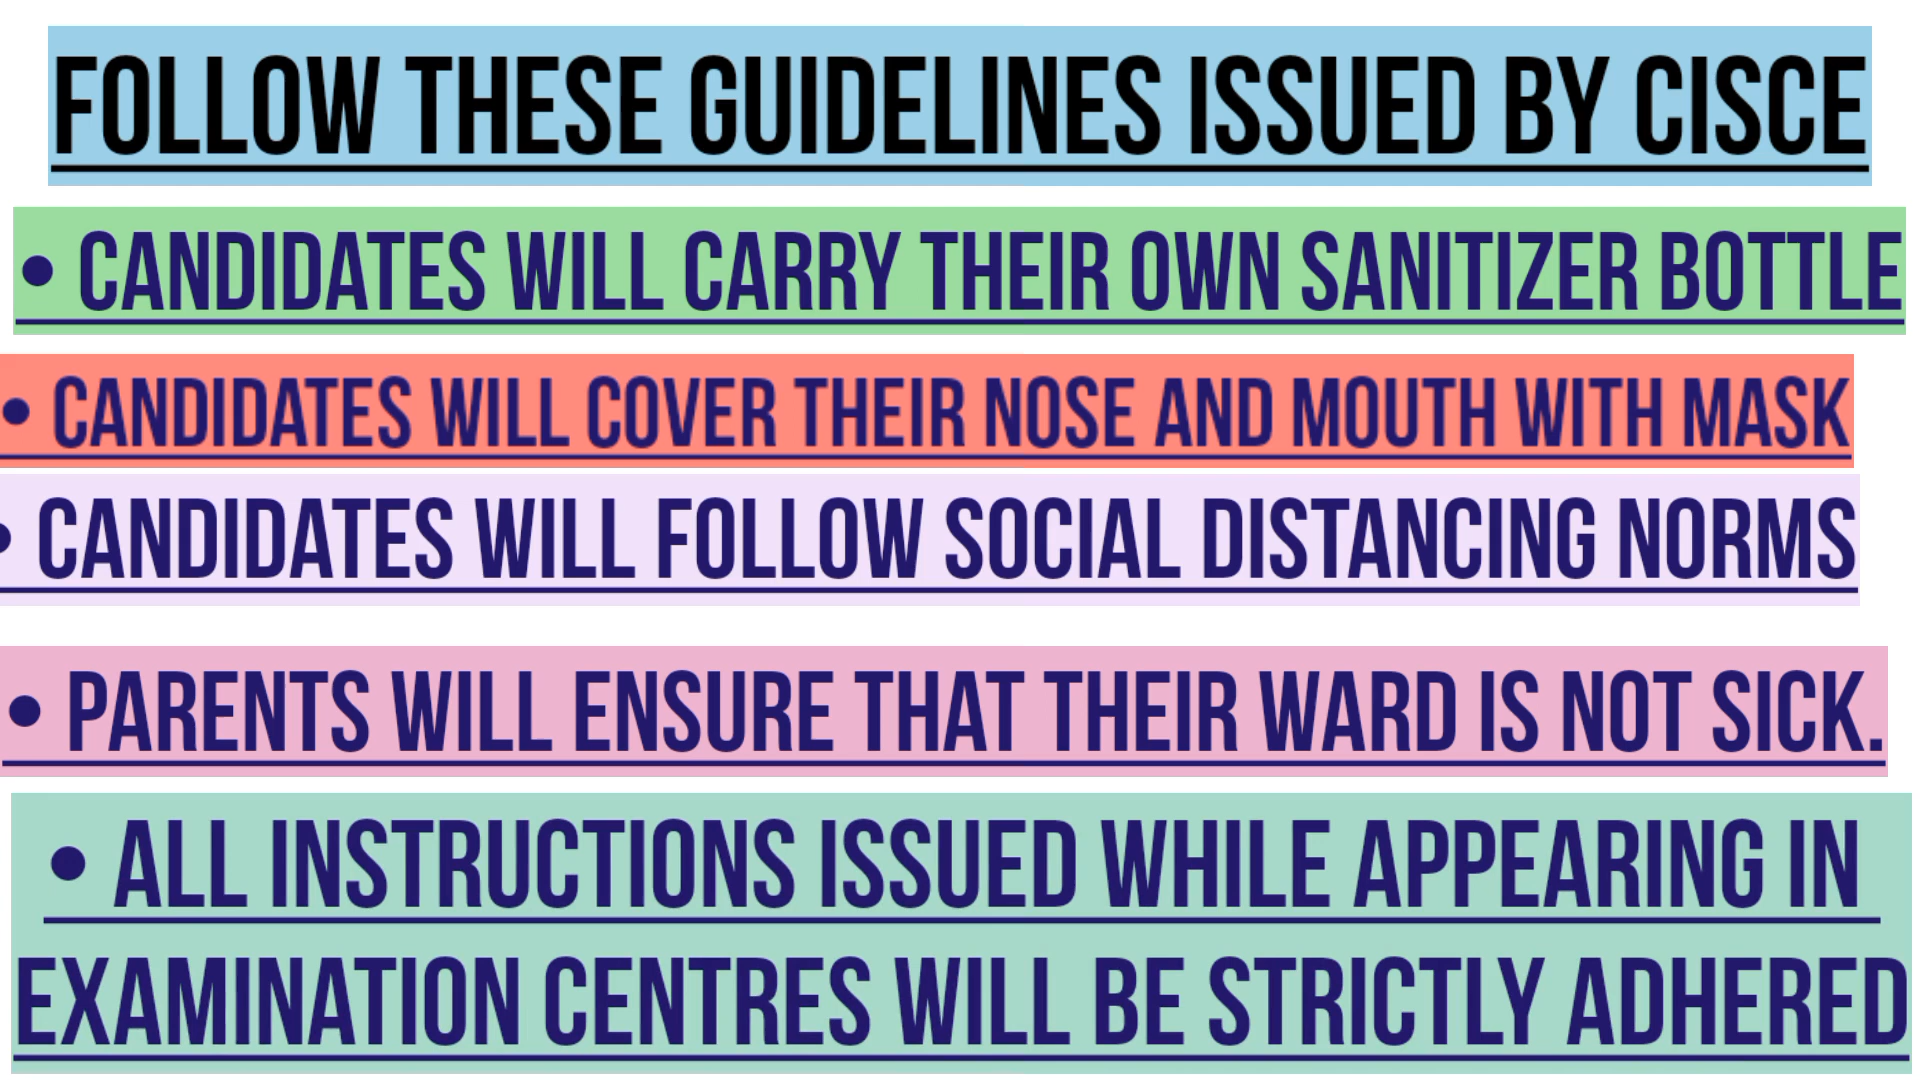 FOLLOW THESE GUIDELINES ISSUED BY CISCE
• CANDIDATES WILL CARRY THEIR OWN SANITIZER BOTTLE
• CANDIDATES WILL COVER THEIR NOSE AND MOUTH WITH MASK
• CANDIDATES WILL FOLLOW SOCIAL DISTANCING NORMS
• PARENTS WILL ENSURE THAT THEIR WARD IS NOT SICK.
• ALL INSTRUCTIONS ISSUED WHILE APPEARING IN
EXAMINATION CENTRES WILL BE STRICTLY ADHERED